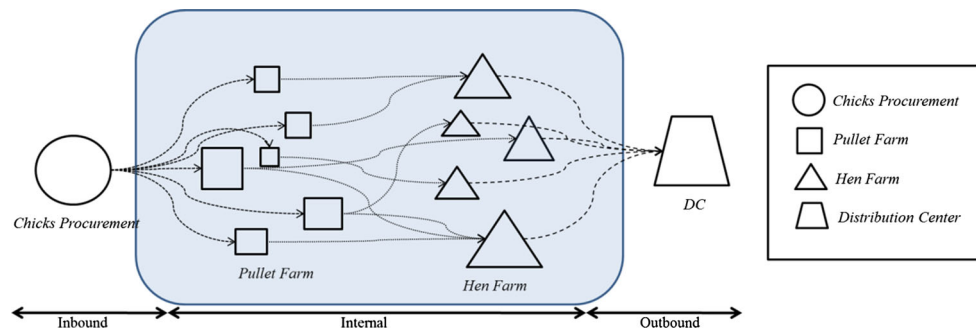 Chicks Procurement
Pullet Farm
Hen Farm
DC
Chicks Procurement
Pullet Farm
Hen Farm
Distribution Center
Inbound
Internal
Outbound